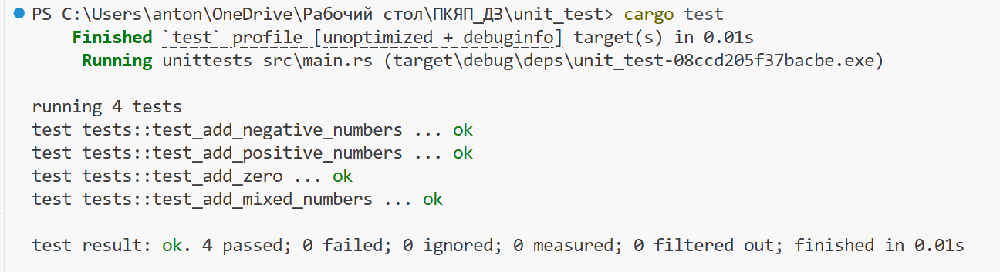 PS C:\Users\anton\OneDrive\Рабочий стол\ПКЯП_ДЗ\unit_test> cargo test
Finished `test` profile [unoptimized + debuginfo] target(s) in 0.01s
Running unittests src\main.rs (target\debug\deps\unit_test-08ccd205f37bacbe.exe)
running 4 tests
test tests::test_add_negative_numbers ... ok
test tests::test_add_positive_numbers ... ok
test tests::test_add_zero ... ok
test tests::test_add_mixed_numbers ... ok
test result: ok. 4 passed; 0 failed; 0 ignored; 0 measured; 0 filtered out; finished in 0.01s